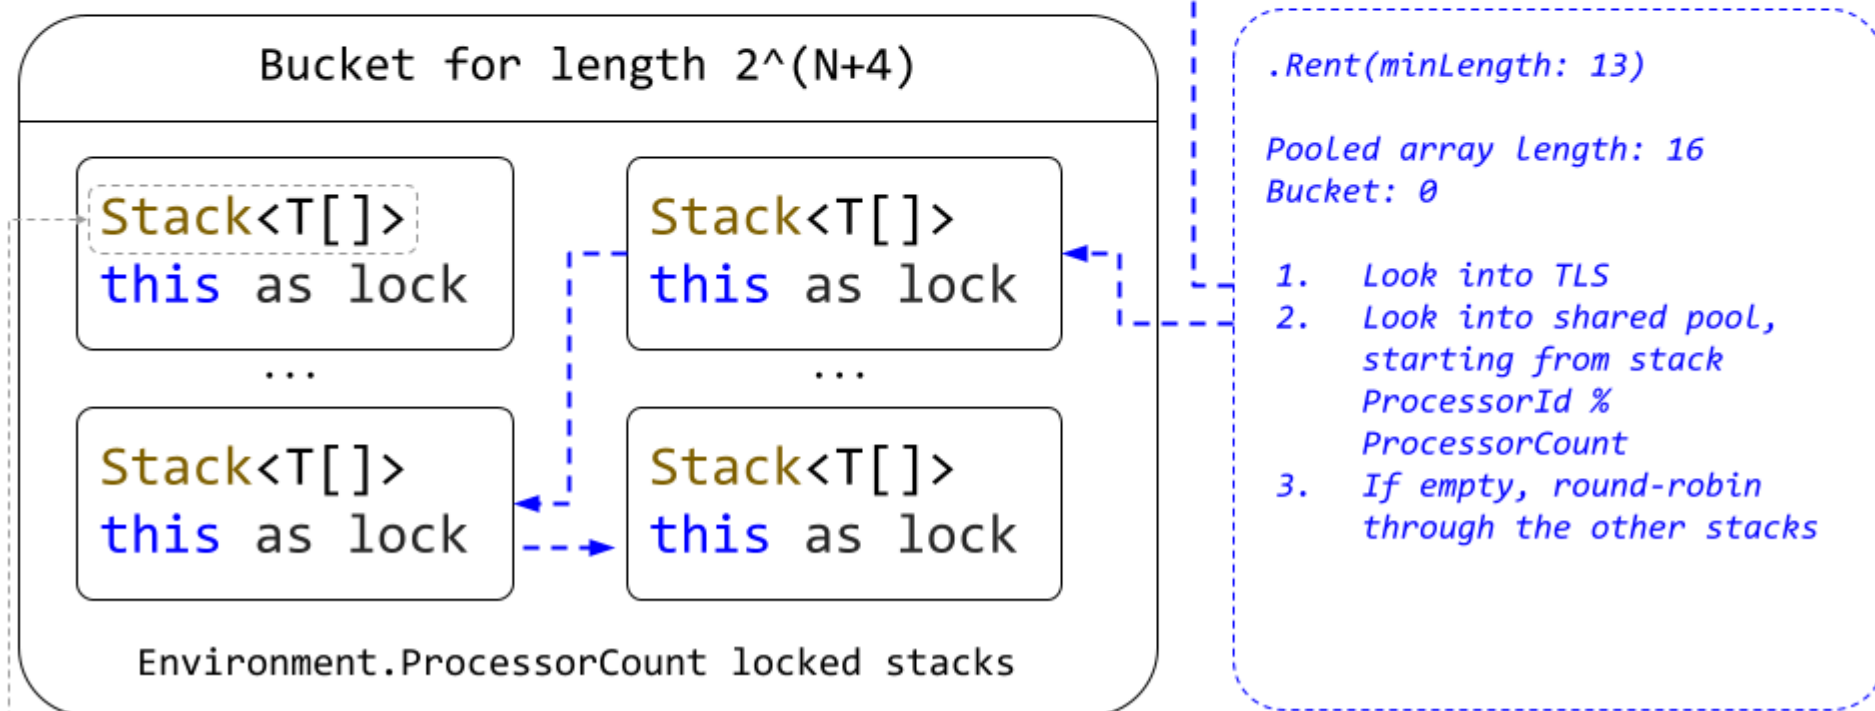 Bucket for length 2^(N+4)
Stack<T[]>
this as lock
Stack<T[]>
this as lock
...
...
Stack<T[]>
this as lock
Stack<T[]>
this as lock
Environment.ProcessorCount locked stacks
.Rent(minLength: 13)
Pooled array length: 16
Bucket: 0
1. Look into TLS
2. Look into shared pool,
starting from stack
ProcessorId %
ProcessorCount
3. If empty, round-robin
through the other stacks